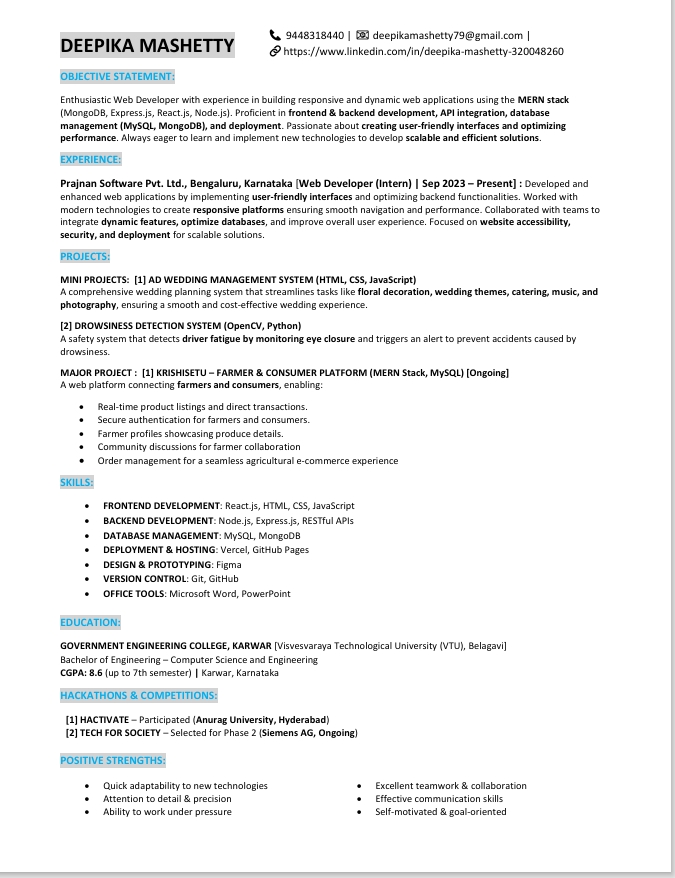 DEEPIKA MASHETTY
9448318440 | deepikamashetty79@gmail.com |
https://www.linkedin.com/in/deepika-mashetty-320048260
OBJECTIVE STATEMENT:
Enthusiastic Web Developer with experience in building responsive and dynamic web applications using the MERN stack
(MongoDB, Express.js, React.js, Node.js). Proficient in frontend & backend development, API integration, database
management (MySQL, MongoDB), and deployment. Passionate about creating user-friendly interfaces and optimizing
performance. Always eager to learn and implement new technologies to develop scalable and efficient solutions.
EXPERIENCE:
Prajnan Software Pvt. Ltd., Bengaluru, Karnataka [Web Developer (Intern) | Sep 2023 – Present] : Developed and
enhanced web applications by implementing user-friendly interfaces and optimizing backend functionalities. Worked with
modern technologies to create responsive platforms ensuring smooth navigation and performance. Collaborated with teams to
integrate dynamic features, optimize databases, and improve overall user experience. Focused on website accessibility,
security, and deployment for scalable solutions.
PROJECTS:
MINI PROJECTS: [1] AD WEDDING MANAGEMENT SYSTEM (HTML, CSS, JavaScript)
A comprehensive wedding planning system that streamlines tasks like floral decoration, wedding themes, catering, music, and
photography, ensuring a smooth and cost-effective wedding experience.
[2] DROWSINESS DETECTION SYSTEM (OpenCV, Python)
A safety system that detects driver fatigue by monitoring eye closure and triggers an alert to prevent accidents caused by
drowsiness.
MAJOR PROJECT : [1] KRISHISETU – FARMER & CONSUMER PLATFORM (MERN Stack, MySQL) [Ongoing]
A web platform connecting farmers and consumers, enabling:
• Real-time product listings and direct transactions.
• Secure authentication for farmers and consumers.
• Farmer profiles showcasing produce details.
• Community discussions for farmer collaboration
• Order management for a seamless agricultural e-commerce experience
SKILLS:
• FRONTEND DEVELOPMENT: React.js, HTML, CSS, JavaScript
• BACKEND DEVELOPMENT: Node.js, Express.js, RESTful APIs
• DATABASE MANAGEMENT: MySQL, MongoDB
• DEPLOYMENT & HOSTING: Vercel, GitHub Pages
• DESIGN & PROTOTYPING: Figma
• VERSION CONTROL: Git, GitHub
• OFFICE TOOLS: Microsoft Word, PowerPoint
EDUCATION:
GOVERNMENT ENGINEERING COLLEGE, KARWAR [Visvesvaraya Technological University (VTU), Belagavi]
Bachelor of Engineering – Computer Science and Engineering
CGPA: 8.6 (up to 7th semester) | Karwar, Karnataka
HACKATHONS & COMPETITIONS:
[1] HACTIVATE – Participated (Anurag University, Hyderabad)
[2] TECH FOR SOCIETY – Selected for Phase 2 (Siemens AG, Ongoing)
POSITIVE STRENGTHS:
• Quick adaptability to new technologies
• Attention to detail & precision
• Ability to work under pressure
• Excellent teamwork & collaboration
• Effective communication skills
• Self-motivated & goal-oriented